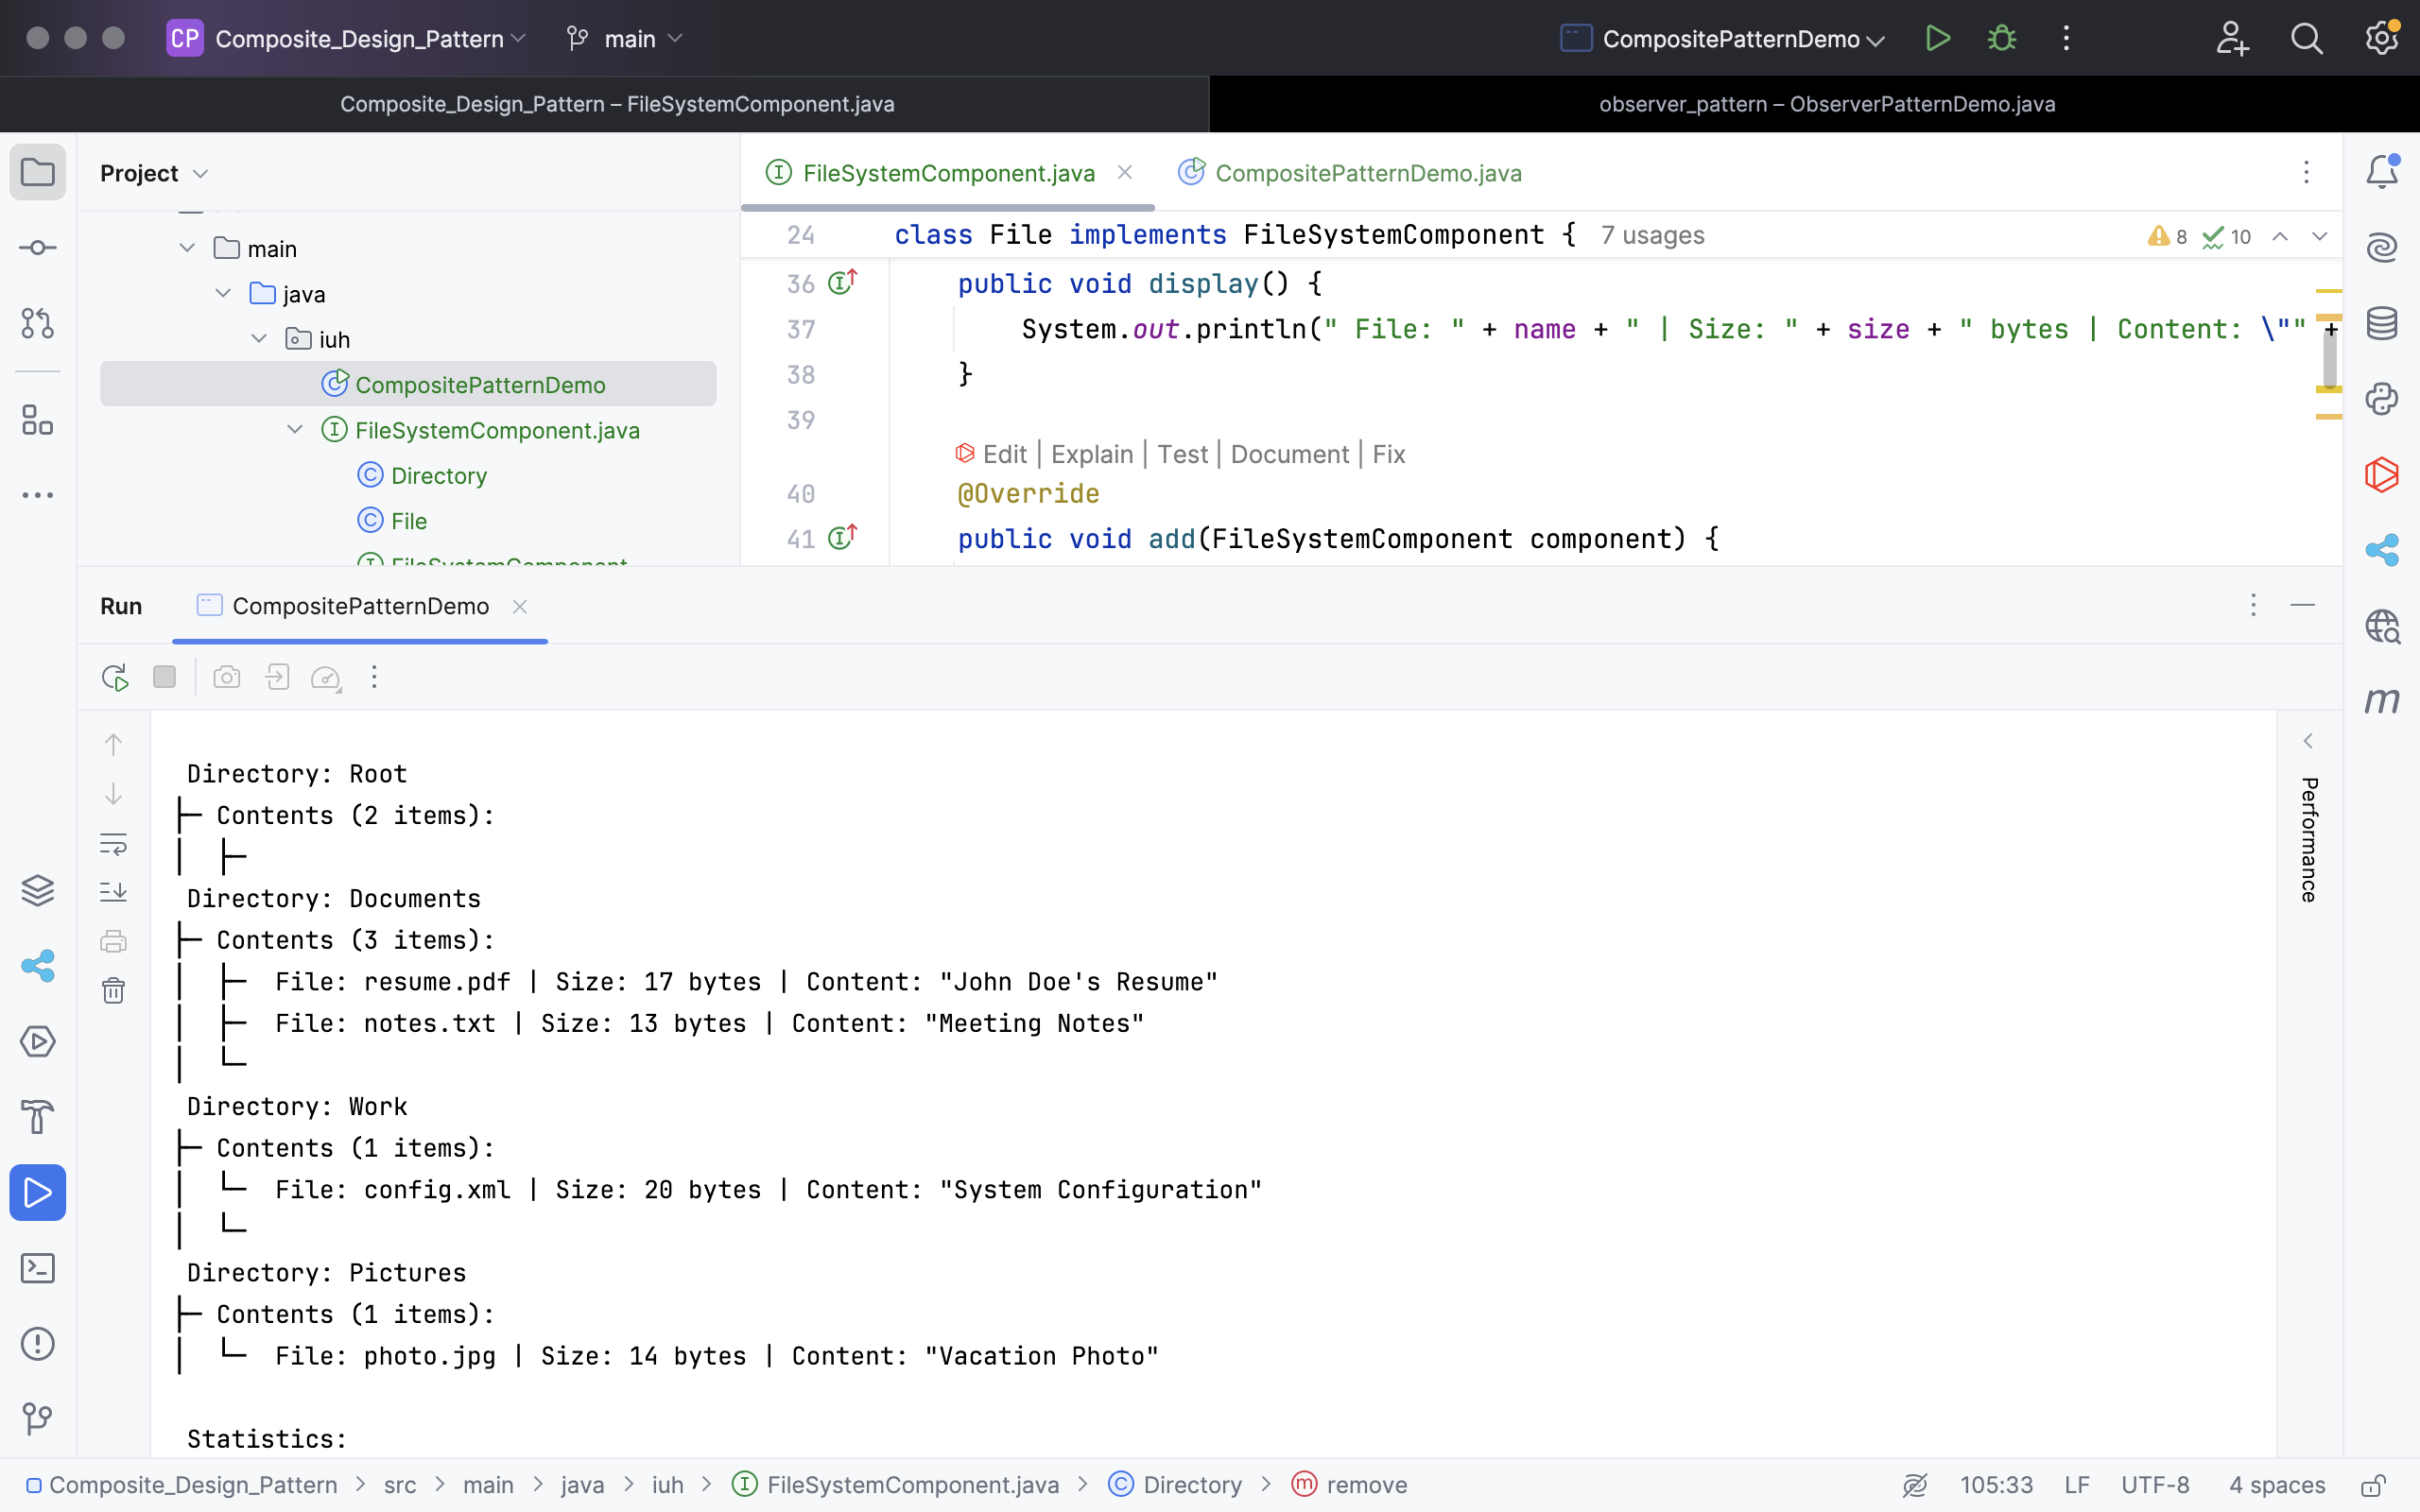 CP Composite_Design_Pattern main CompositePatternDemo
Composite_Design_Pattern – FileSystemComponent.java observer_pattern – ObserverPatternDemo.java
Project
main
java
iuh
CompositePatternDemo
FileSystemComponent.java
Directory
File
FileSystemComponent
FileSystemComponent.java CompositePatternDemo.java
24 class File implements FileSystemComponent { 7 usages 8 10
36 public void display() {
37 System.out.println(" File: " + name + " | Size: " + size + " bytes | Content: \"" +
38 }
39
Edit | Explain | Test | Document | Fix
40 @Override
41 public void add(FileSystemComponent component) {
Run CompositePatternDemo
Directory: Root
├─ Contents (2 items):
│  ├─
Directory: Documents
├─ Contents (3 items):
│  ├─  File: resume.pdf | Size: 17 bytes | Content: "John Doe's Resume"
│  ├─  File: notes.txt | Size: 13 bytes | Content: "Meeting Notes"
│  └─
Directory: Work
├─ Contents (1 items):
│  └─  File: config.xml | Size: 20 bytes | Content: "System Configuration"
│  └─
Directory: Pictures
├─ Contents (1 items):
│  └─  File: photo.jpg | Size: 14 bytes | Content: "Vacation Photo"
Statistics:
Performance
m
Composite_Design_Pattern > src > main > java > iuh > FileSystemComponent.java > Directory > remove 105:33 LF UTF-8 4 spaces